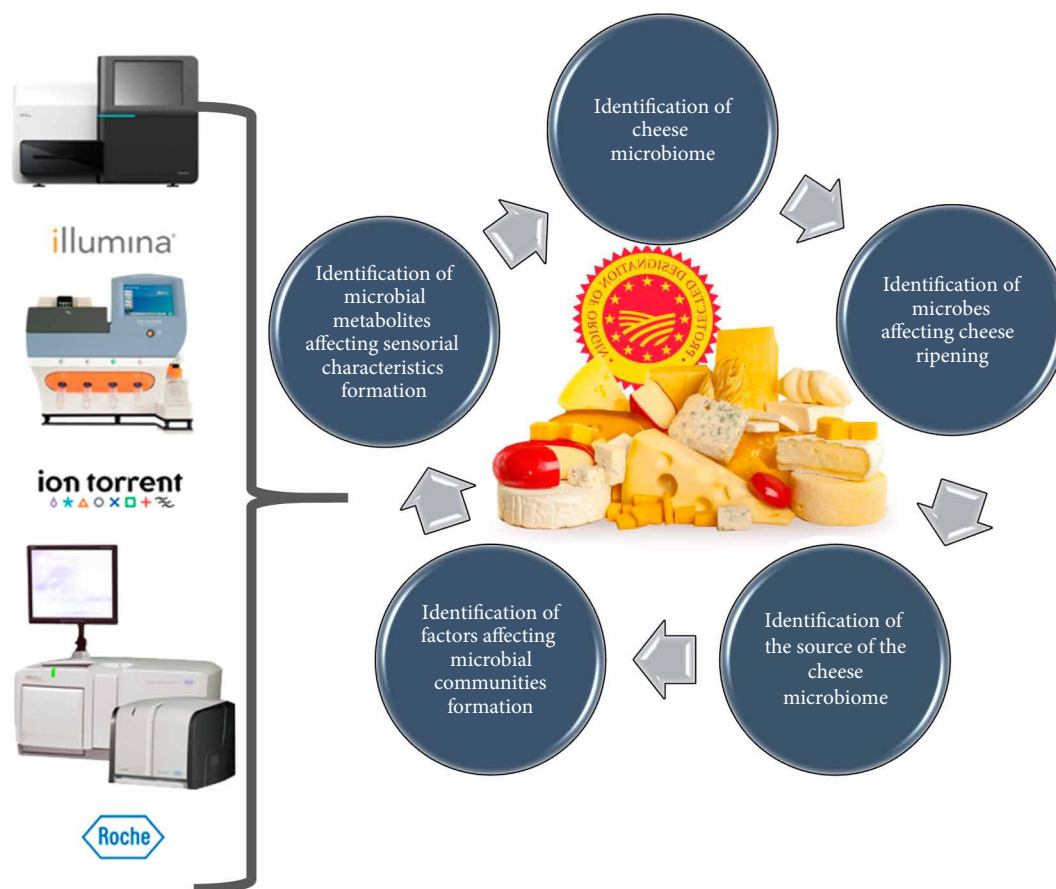 illumina
ion torrent
Roche
Identification of
cheese
microbiome
Identification of
microbes
affecting cheese
ripening
Identification of
the source of the
cheese
microbiome
Identification of
factors affecting
microbial
communities
formation
Identification of
microbial
metabolites
affecting sensorial
characteristics
formation
PROTECTED DESIGNATION OF ORIGIN